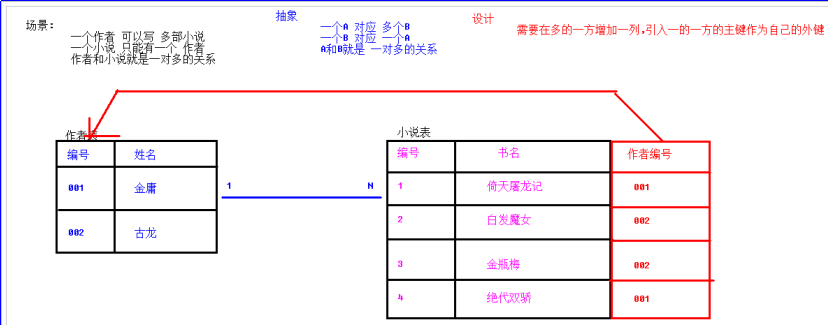 场景:
一个作者 可以写 多部小说
一个小说 只能有一个 作者
作者和小说就是一对多的关系
抽象
一个A 对应 多个B
一个B 对应 一个A
A和B就是 一对多的关系
设计
需要在多的一方增加一列,引入一的一方的主键作为自己的外键
作者表
编号 姓名
001 金庸
002 古龙
1 N
小说表
编号 书名 作者编号
1 倚天屠龙记 001
2 白发魔女 002
3 金瓶梅 002
4 绝代双骄 001